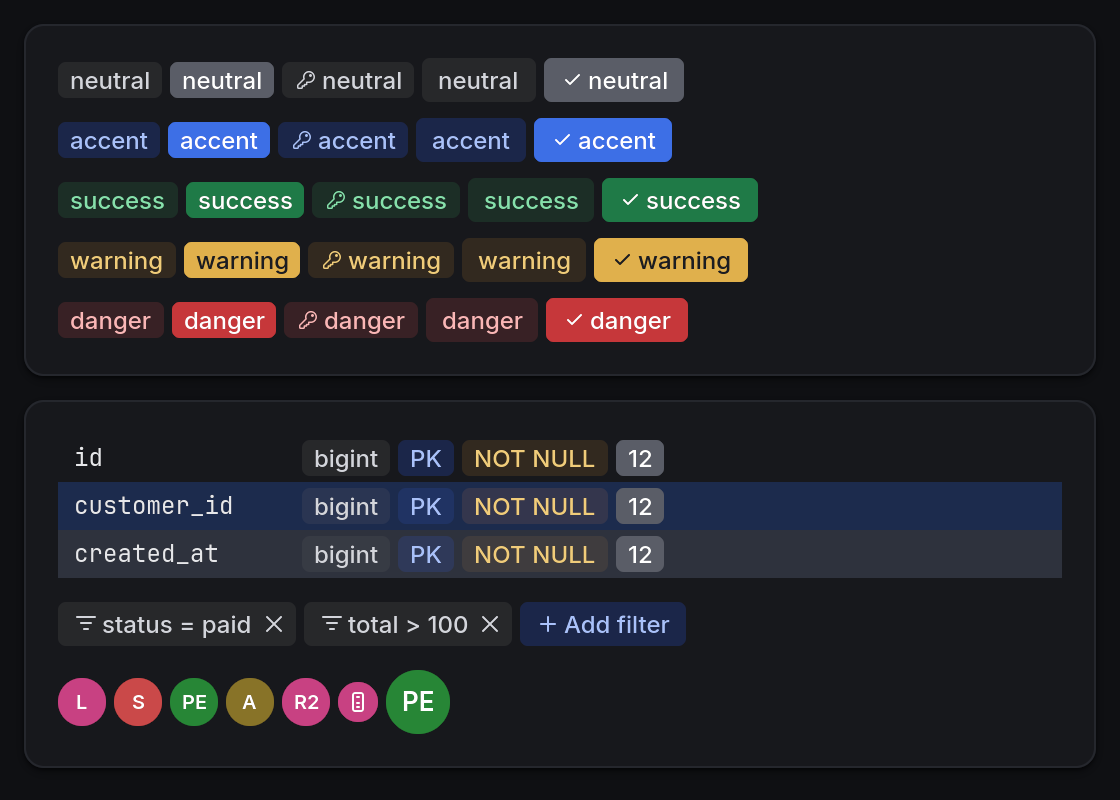 neutral neutral neutral neutral neutral
accent accent accent accent accent
success success success success success
warning warning warning warning warning
danger danger danger danger danger
id bigint PK NOT NULL 12
customer_id bigint PK NOT NULL 12
created_at bigint PK NOT NULL 12
status = paid total > 100 + Add filter
L S PE A R2 PE